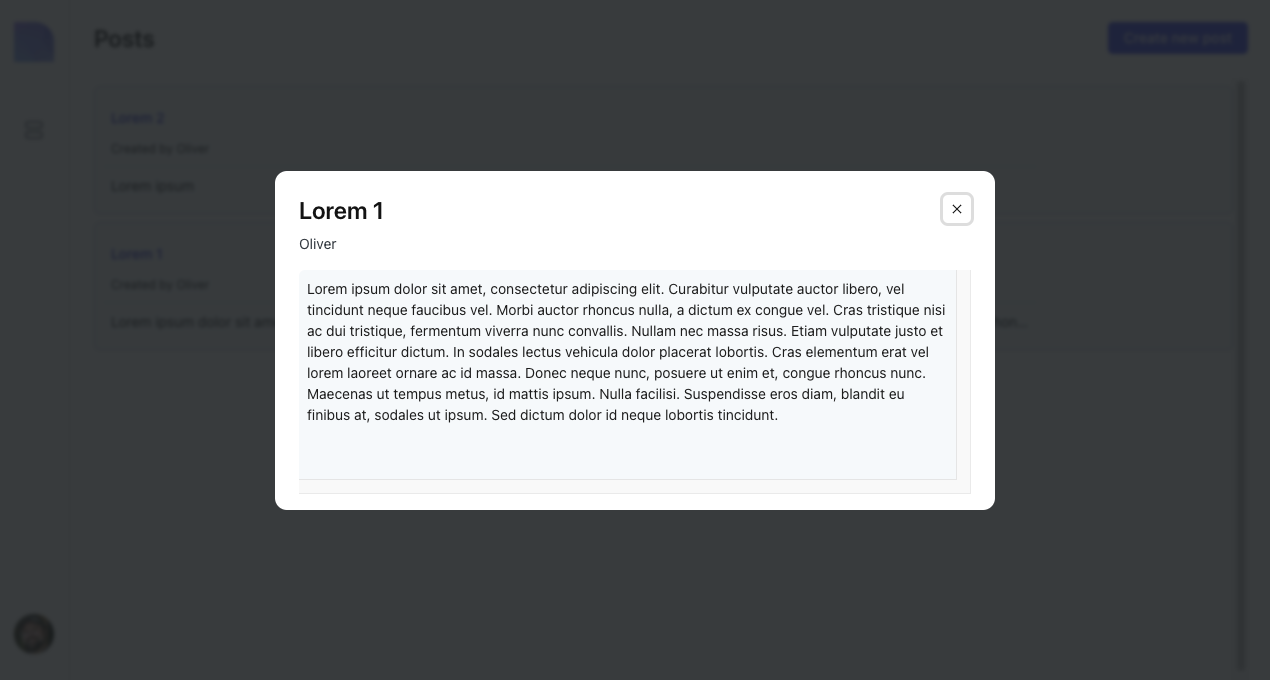 Posts
Create new post
Lorem 2
Created by Oliver
Lorem ipsum
Lorem 1
Created by Oliver
Lorem ipsum dolor sit am
Lorem 1
Oliver
Lorem ipsum dolor sit amet, consectetur adipiscing elit. Curabitur vulputate auctor libero, vel
tincidunt neque faucibus vel. Morbi auctor rhoncus nulla, a dictum ex congue vel. Cras tristique nisi
ac dui tristique, fermentum viverra nunc convallis. Nullam nec massa risus. Etiam vulputate justo et
libero efficitur dictum. In sodales lectus vehicula dolor placerat lobortis. Cras elementum erat vel
lorem laoreet ornare ac id massa. Donec neque nunc, posuere ut enim et, congue rhoncus nunc.
Maecenas ut tempus metus, id mattis ipsum. Nulla facilisi. Suspendisse eros diam, blandit eu
finibus at, sodales ut ipsum. Sed dictum dolor id neque lobortis tincidunt.